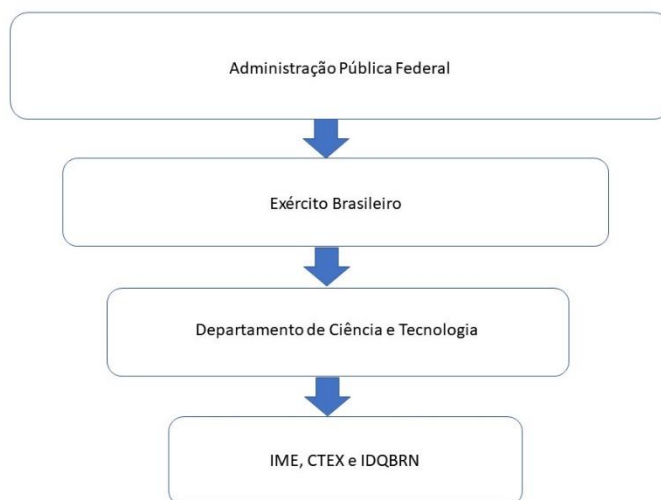 Administração Pública Federal
Exército Brasileiro
Departamento de Ciência e Tecnologia
IME, CTEX e IDQBRN